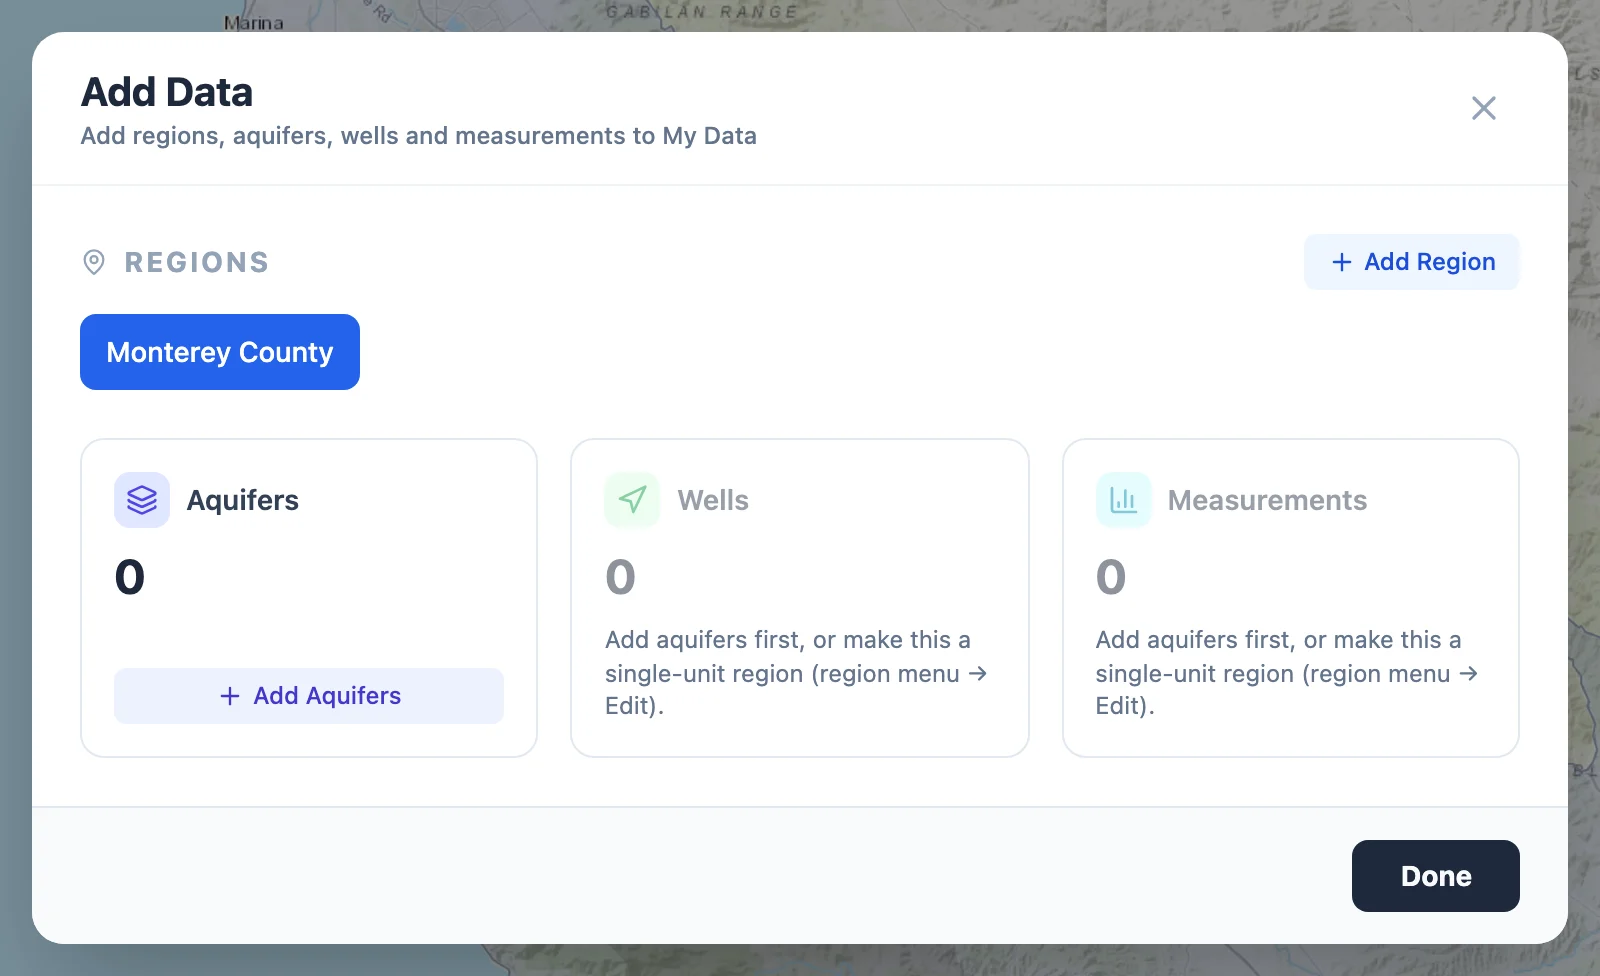 Marina
GABILAN RANGE
Add Data
Add regions, aquifers, wells and measurements to My Data
REGIONS
+ Add Region
Monterey County
Aquifers
0
+ Add Aquifers
Wells
0
Add aquifers first, or make this a
single-unit region (region menu →
Edit).
Measurements
0
Add aquifers first, or make this a
single-unit region (region menu →
Edit).
Done